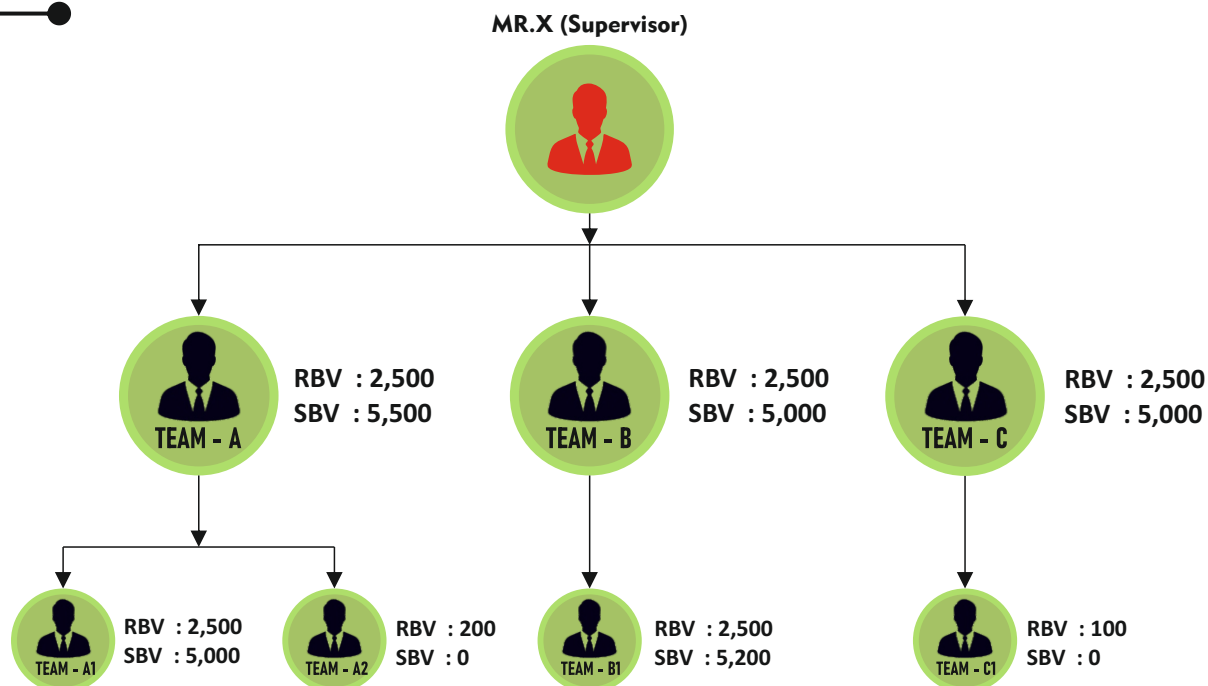 MR.X (Supervisor)
RBV : 2,500
SBV : 5,500
TEAM - A
RBV : 2,500
SBV : 5,000
TEAM - B
RBV : 2,500
SBV : 5,000
TEAM - C
RBV : 2,500
SBV : 5,000
TEAM - A1
RBV : 200
SBV : 0
TEAM - A2
RBV : 2,500
SBV : 5,200
TEAM - B1
RBV : 100
SBV : 0
TEAM - C1